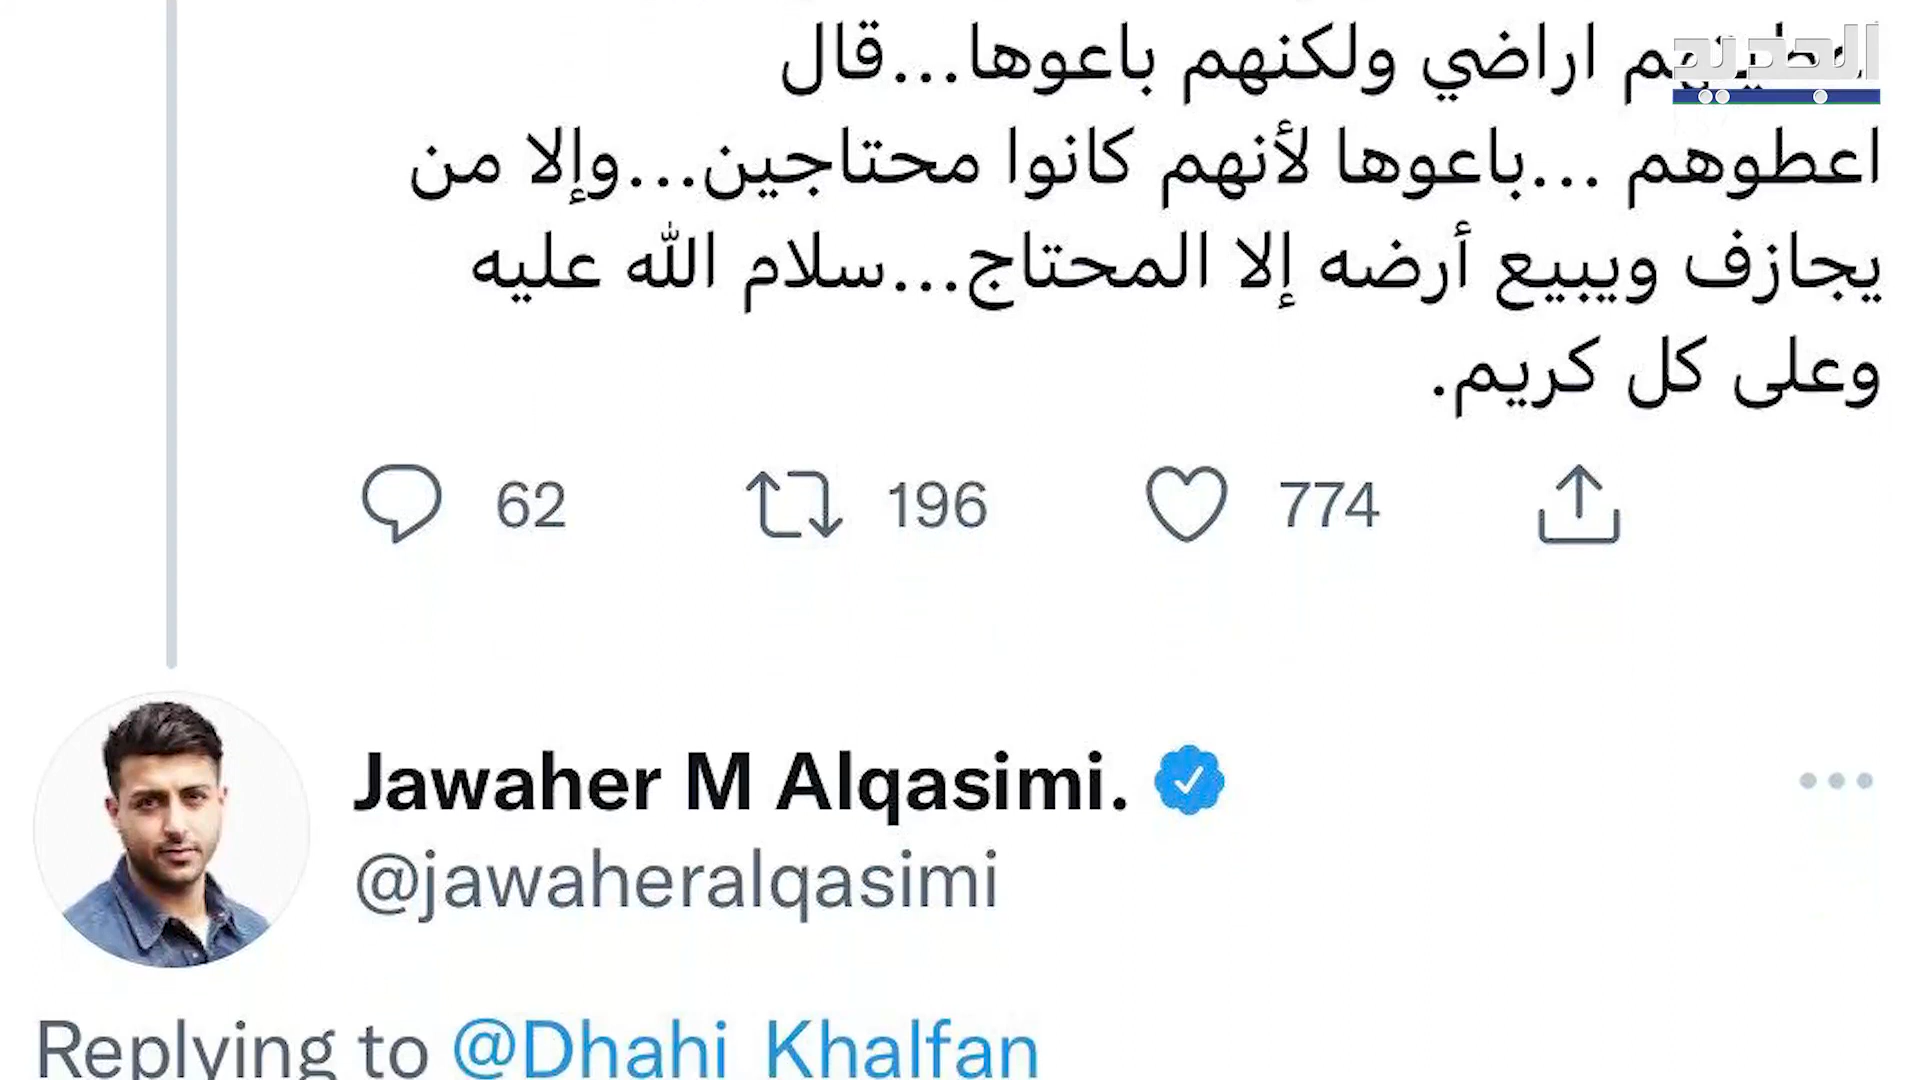 اراضي ولكنهم باعوها...قال
الجديد
اعطوهم ...باعوها لأنهم كانوا محتاجين...وإلا من
يجازف ويبيع أرضه إلا المحتاج...سلام الله عليه
وعلى كل كريم.
62 196 774
Jawaher M Alqasimi.
@jawaheralqasimi
Replying to @Dhahi_Khalfan